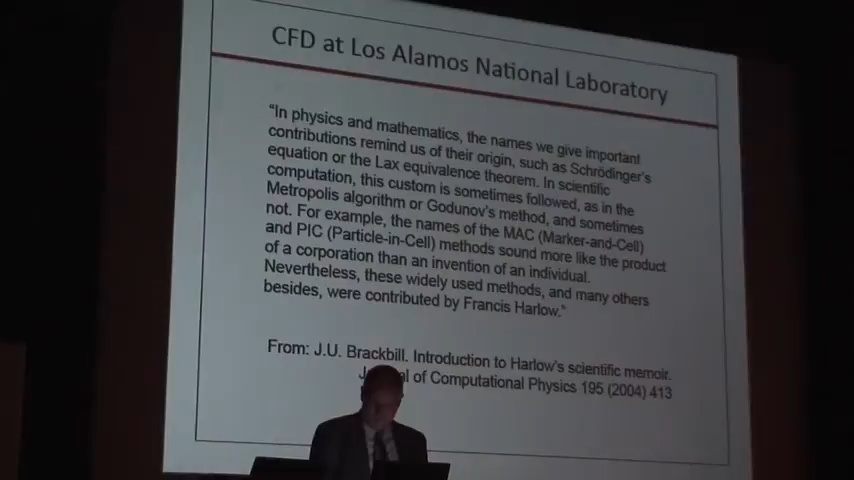 CFD at Los Alamos National Laboratory
“In physics and mathematics, the names we give important
contributions remind us of their origin, such as Schrödinger’s
equation or the Lax equivalence theorem. In scientific
computation, this custom is sometimes followed, as in the
Metropolis algorithm or Godunov’s method, and sometimes
not. For example, the names of the MAC (Marker-and-Cell)
and PIC (Particle-in-Cell) methods sound more like the product
of a corporation than an invention of an individual.
Nevertheless, these widely used methods, and many others
besides, were contributed by Francis Harlow.”
From: J.U. Brackbill. Introduction to Harlow’s scientific memoir.
of Computational Physics 195 (2004) 413